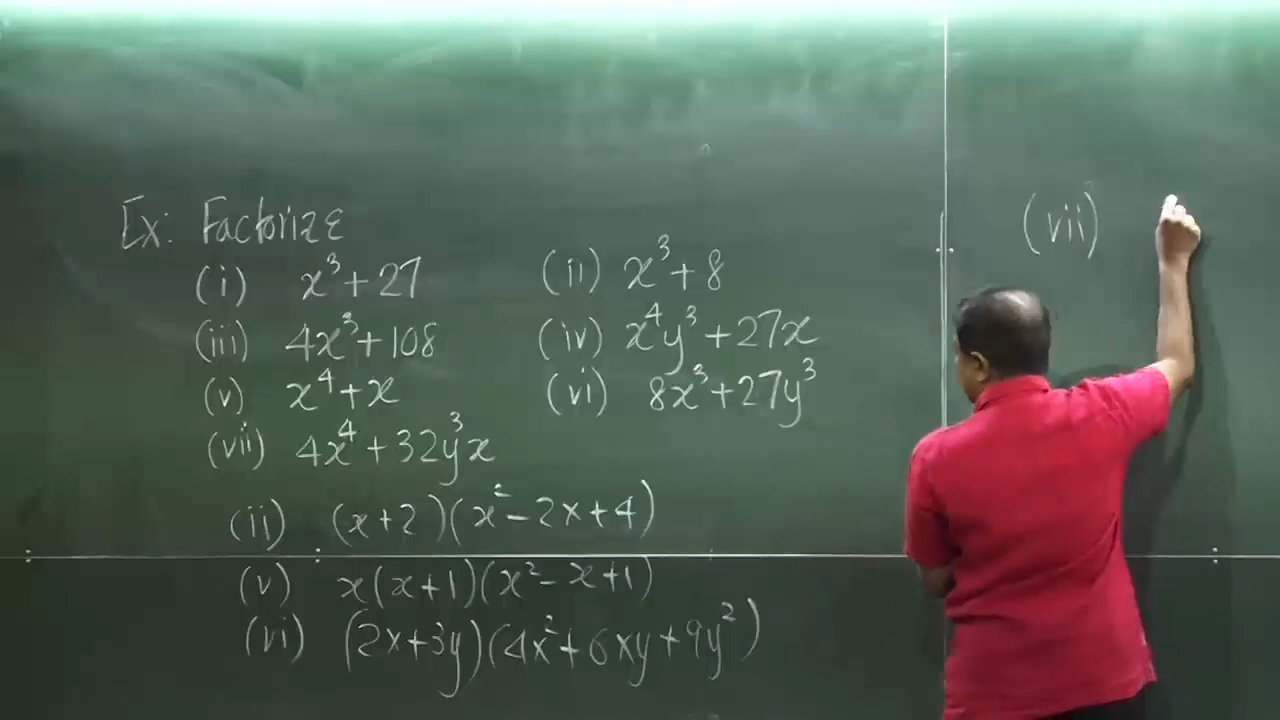 Ex: Factorize
(i) x³+27 (ii) x³+8
(iii) 4x³+108 (iv) x⁴y³+27x
(v) x⁴+x (vi) 8x³+27y³
(vii) 4x⁴+32y³x
(ii) (x+2)(x²-2x+4)
(v) x(x+1)(x²-x+1)
(vi) (2x+3y)(4x²+6xy+9y²)
(vii)